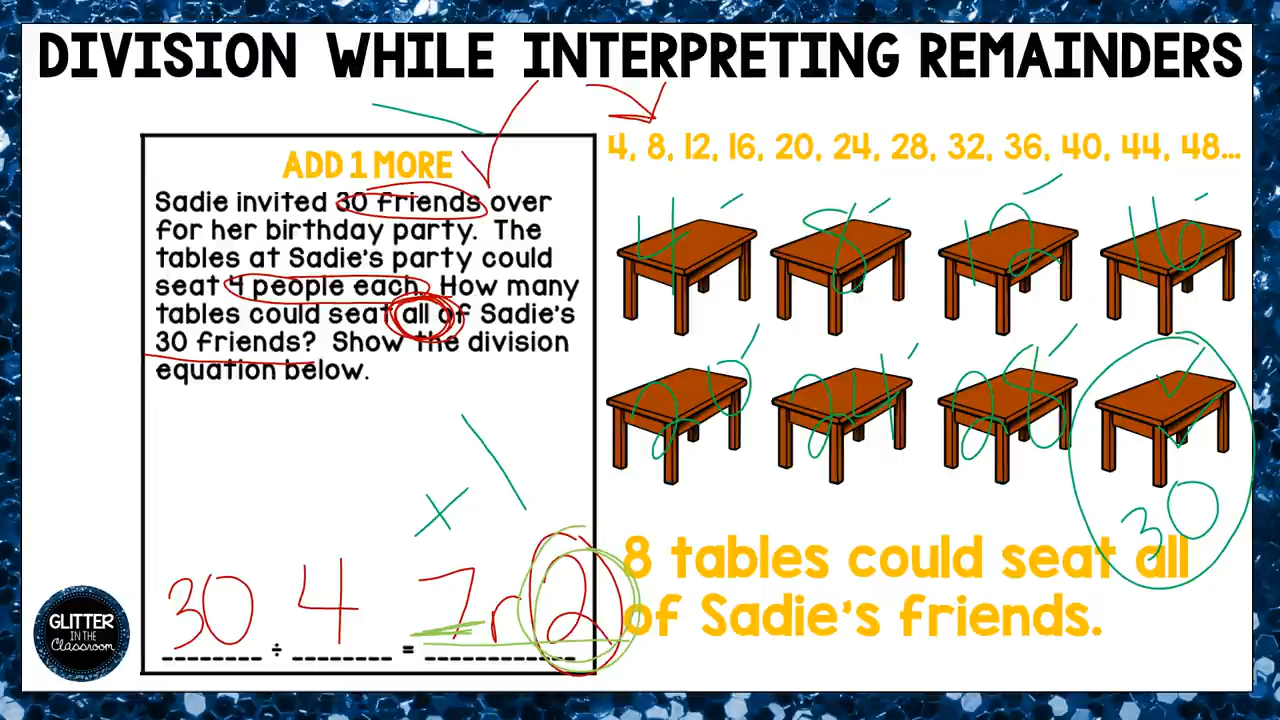 DIVISION WHILE INTERPRETING REMAINDERS
ADD 1 MORE
Sadie invited 30 friends over
for her birthday party. The
tables at Sadie's party could
seat 4 people each. How many
tables could seat all of Sadie's
30 friends? Show the division
equation below.
+1
30 ÷ 4 = 7r2
GLITTER
IN THE
Classroom
4, 8, 12, 16, 20, 24, 28, 32, 36, 40, 44, 48...
4 8 12 16
20 24 28
30
8 tables could seat all
of Sadie's friends.